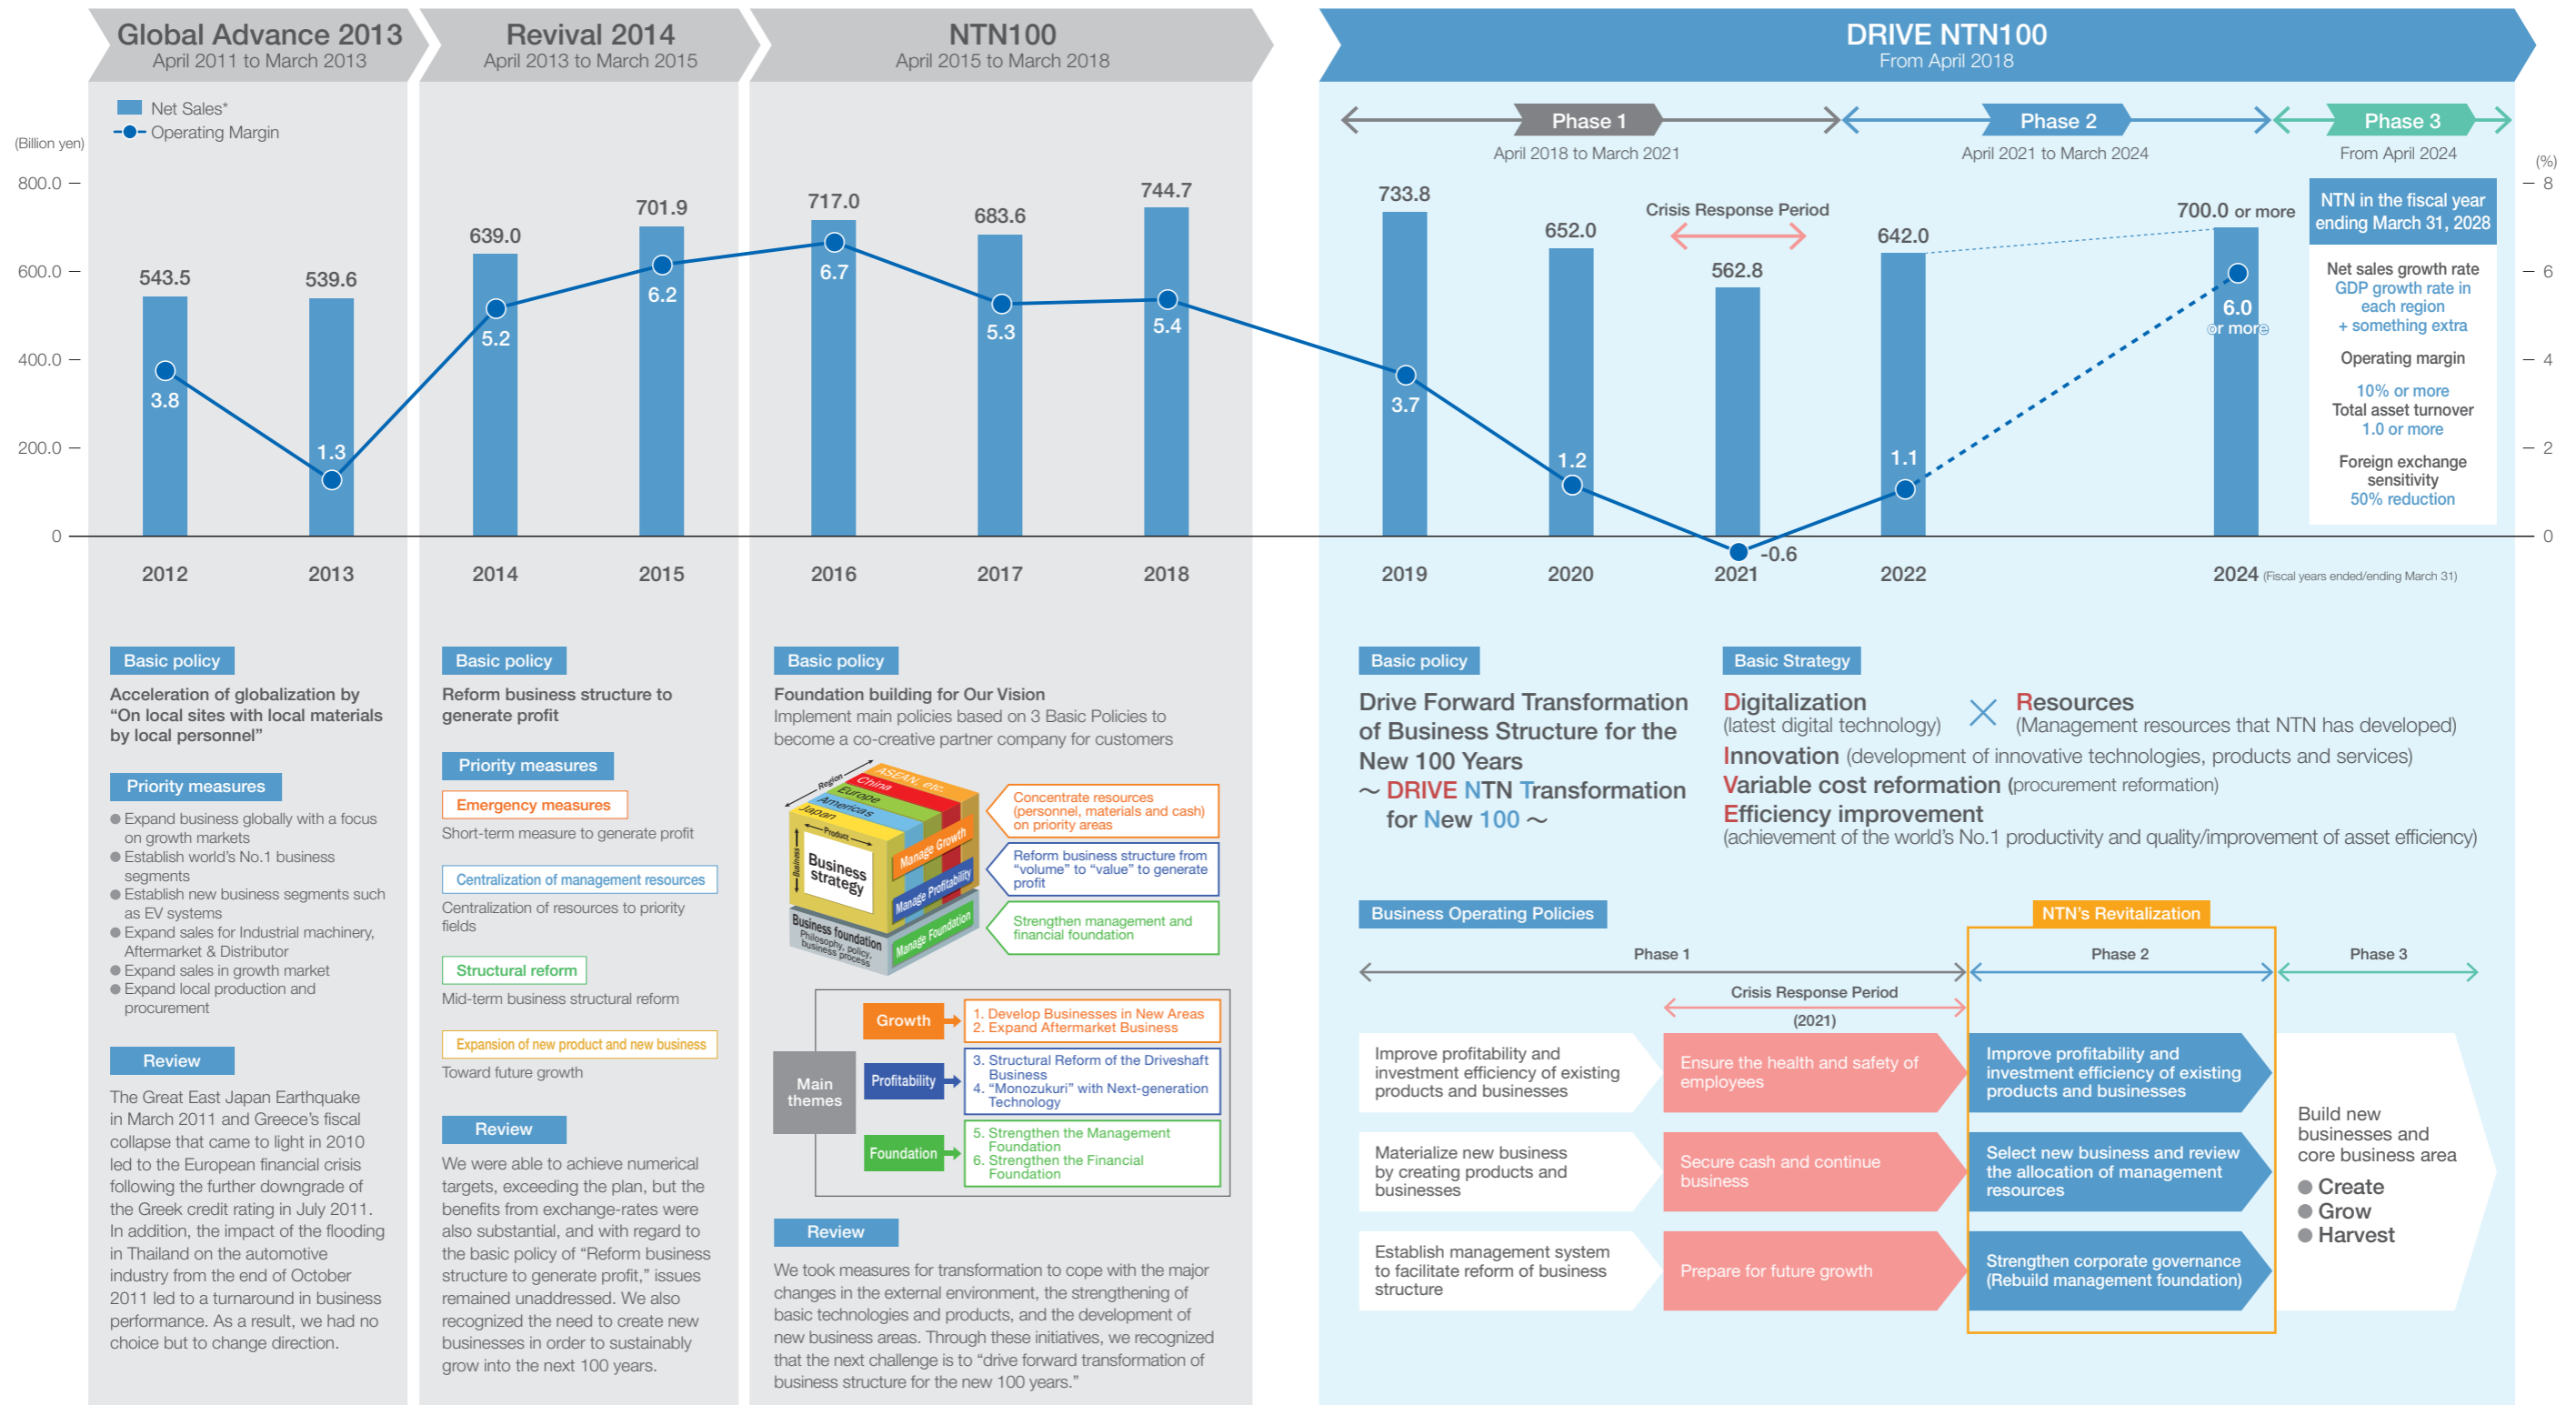 Global Advance 2013
April 2011 to March 2013
Revival 2014
April 2013 to March 2015
NTN100
April 2015 to March 2018
DRIVE NTN100
From April 2018
Net Sales*
Operating Margin
(Billion yen)
800.0
600.0
400.0
200.0
0
Phase 1
April 2018 to March 2021
Phase 2
April 2021 to March 2024
Phase 3
From April 2024
(%)
8
6
4
2
0
543.5
539.6
639.0
701.9
717.0
683.6
744.7
733.8
652.0
562.8
642.0
700.0 or more
Crisis Response Period
3.8
1.3
5.2
6.2
6.7
5.3
5.4
3.7
1.2
-0.6
1.1
6.0
or more
2012
2013
2014
2015
2016
2017
2018
2019
2020
2021
2022
2024 (Fiscal years ended/ending March 31)
NTN in the fiscal year
ending March 31, 2028
Net sales growth rate
GDP growth rate in
each region
+ something extra
Operating margin
10% or more
Total asset turnover
1.0 or more
Foreign exchange
sensitivity
50% reduction
Basic policy
Acceleration of globalization by
“On local sites with local materials
by local personnel”
Priority measures
● Expand business globally with a focus
on growth markets
● Establish world’s No.1 business
segments
● Establish new business segments such
as EV systems
● Expand sales for Industrial machinery,
Aftermarket & Distributor
● Expand sales in growth market
● Expand local production and
procurement
Review
The Great East Japan Earthquake
in March 2011 and Greece’s fiscal
collapse that came to light in 2010
led to the European financial crisis
following the further downgrade of
the Greek credit rating in July 2011.
In addition, the impact of the flooding
in Thailand on the automotive
industry from the end of October
2011 led to a turnaround in business
performance. As a result, we had no
choice but to change direction.
Basic policy
Reform business structure to
generate profit
Priority measures
Emergency measures
Short-term measure to generate profit
Centralization of management resources
Centralization of resources to priority
fields
Structural reform
Mid-term business structural reform
Expansion of new product and new business
Toward future growth
Review
We were able to achieve numerical
targets, exceeding the plan, but the
benefits from exchange-rates were
also substantial, and with regard to
the basic policy of “Reform business
structure to generate profit,” issues
remained unaddressed. We also
recognized the need to create new
businesses in order to sustainably
grow into the next 100 years.
Basic policy
Foundation building for Our Vision
Implement main policies based on 3 Basic Policies to
become a co-creative partner company for customers
Region
ASEAN, etc.
China
Europe
Americas
Japan
Product
Business
Business
strategy
Manage Growth
Manage Profitability
Manage Foundation
Business foundation
Philosophy, policy,
business process
Concentrate resources
(personnel, materials and cash)
on priority areas
Reform business structure from
“volume” to “value” to generate
profit
Strengthen management and
financial foundation
Main
themes
Growth
1. Develop Businesses in New Areas
2. Expand Aftermarket Business
Profitability
3. Structural Reform of the Driveshaft
Business
4. “Monozukuri” with Next-generation
Technology
Foundation
5. Strengthen the Management
Foundation
6. Strengthen the Financial
Foundation
Review
We took measures for transformation to cope with the major
changes in the external environment, the strengthening of
basic technologies and products, and the development of
new business areas. Through these initiatives, we recognized
that the next challenge is to “drive forward transformation of
business structure for the new 100 years.”
Basic policy
Drive Forward Transformation
of Business Structure for the
New 100 Years
～ DRIVE NTN Transformation
for New 100 ～
Basic Strategy
Digitalization
(latest digital technology)
× Resources
(Management resources that NTN has developed)
Innovation (development of innovative technologies, products and services)
Variable cost reformation (procurement reformation)
Efficiency improvement
(achievement of the world’s No.1 productivity and quality/improvement of asset efficiency)
Business Operating Policies
NTN’s Revitalization
Phase 1
Phase 2
Phase 3
Crisis Response Period
(2021)
Improve profitability and
investment efficiency of existing
products and businesses
Ensure the health and safety of
employees
Improve profitability and
investment efficiency of existing
products and businesses
Materialize new business
by creating products and
businesses
Secure cash and continue
business
Select new business and review
the allocation of management
resources
Establish management system
to facilitate reform of business
structure
Prepare for future growth
Strengthen corporate governance
(Rebuild management foundation)
Build new
businesses and
core business area
● Create
● Grow
● Harvest